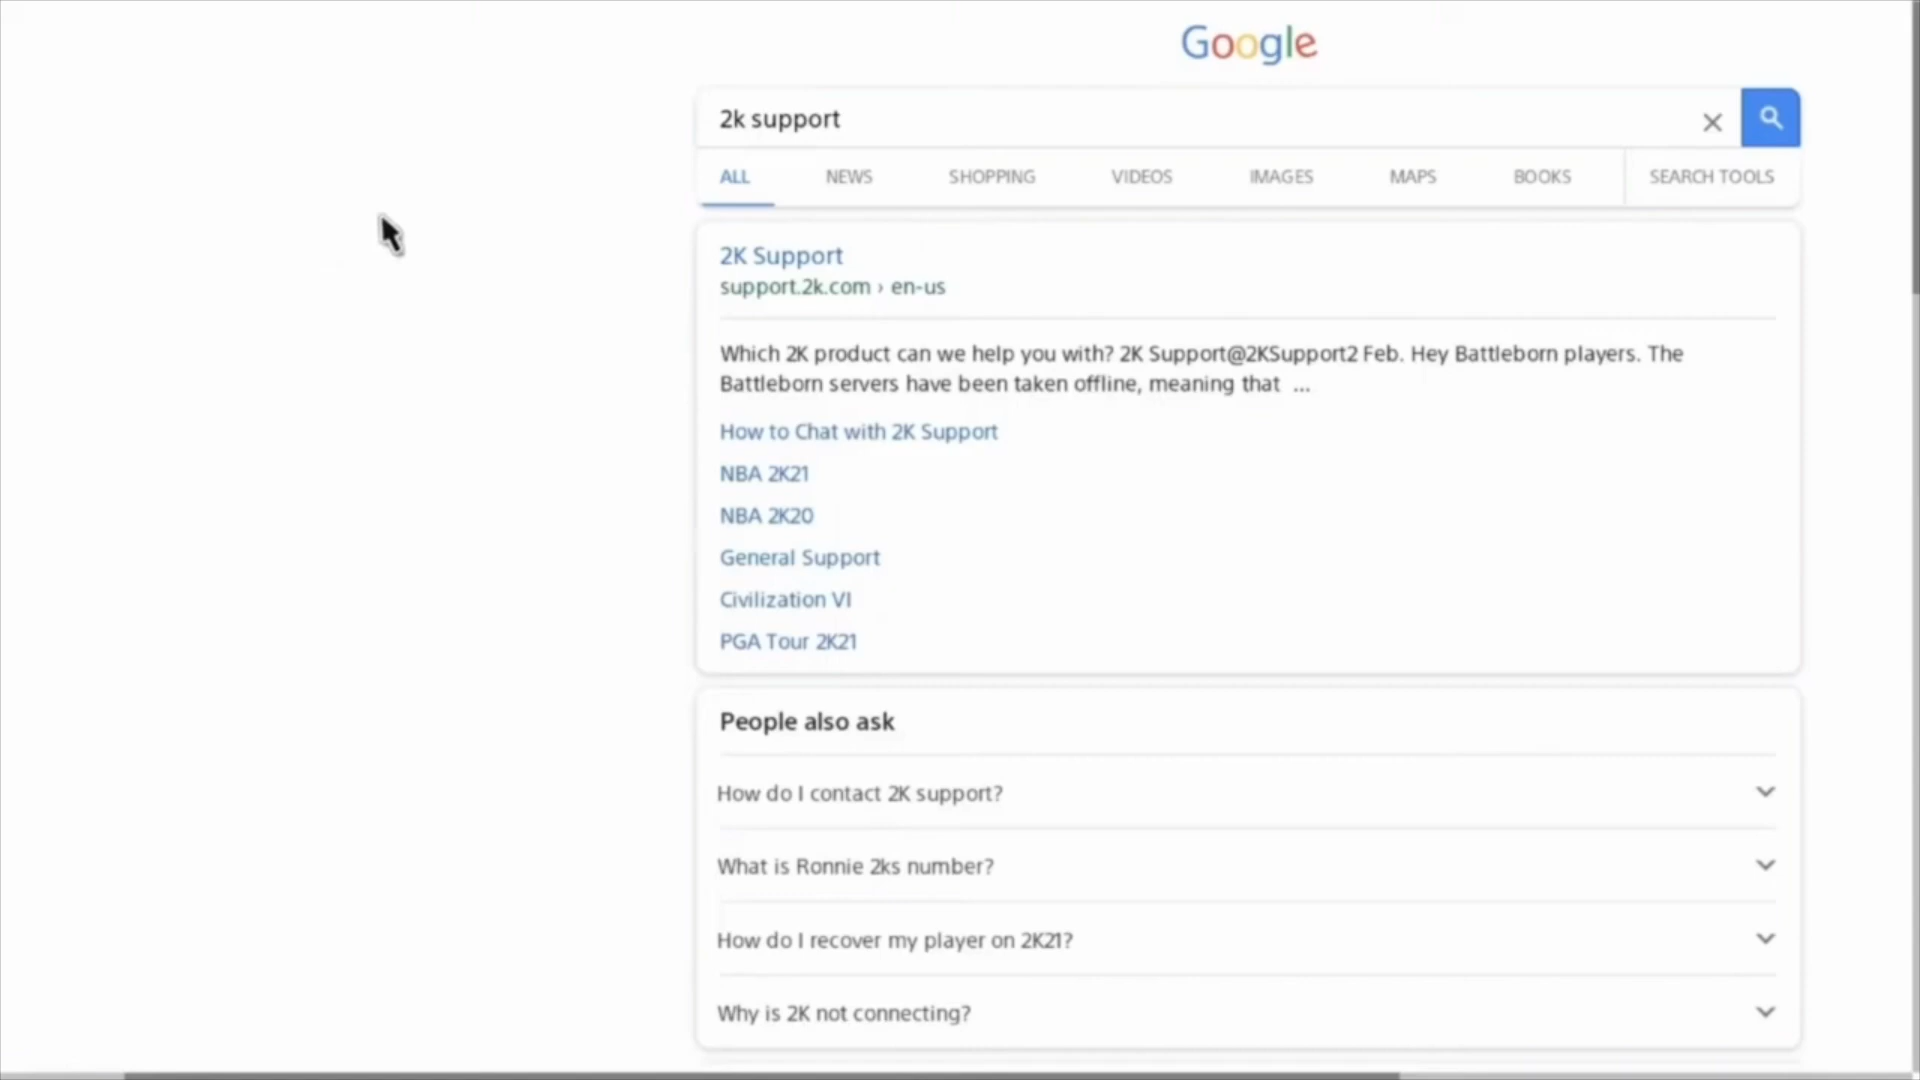 Google
2k support
ALL NEWS SHOPPING VIDEOS IMAGES MAPS BOOKS SEARCH TOOLS
2K Support
support.2k.com › en-us
Which 2K product can we help you with? 2K Support@2KSupport2 Feb. Hey Battleborn players. The
Battleborn servers have been taken offline, meaning that ...
How to Chat with 2K Support
NBA 2K21
NBA 2K20
General Support
Civilization VI
PGA Tour 2K21
People also ask
How do I contact 2K support?
What is Ronnie 2ks number?
How do I recover my player on 2K21?
Why is 2K not connecting?